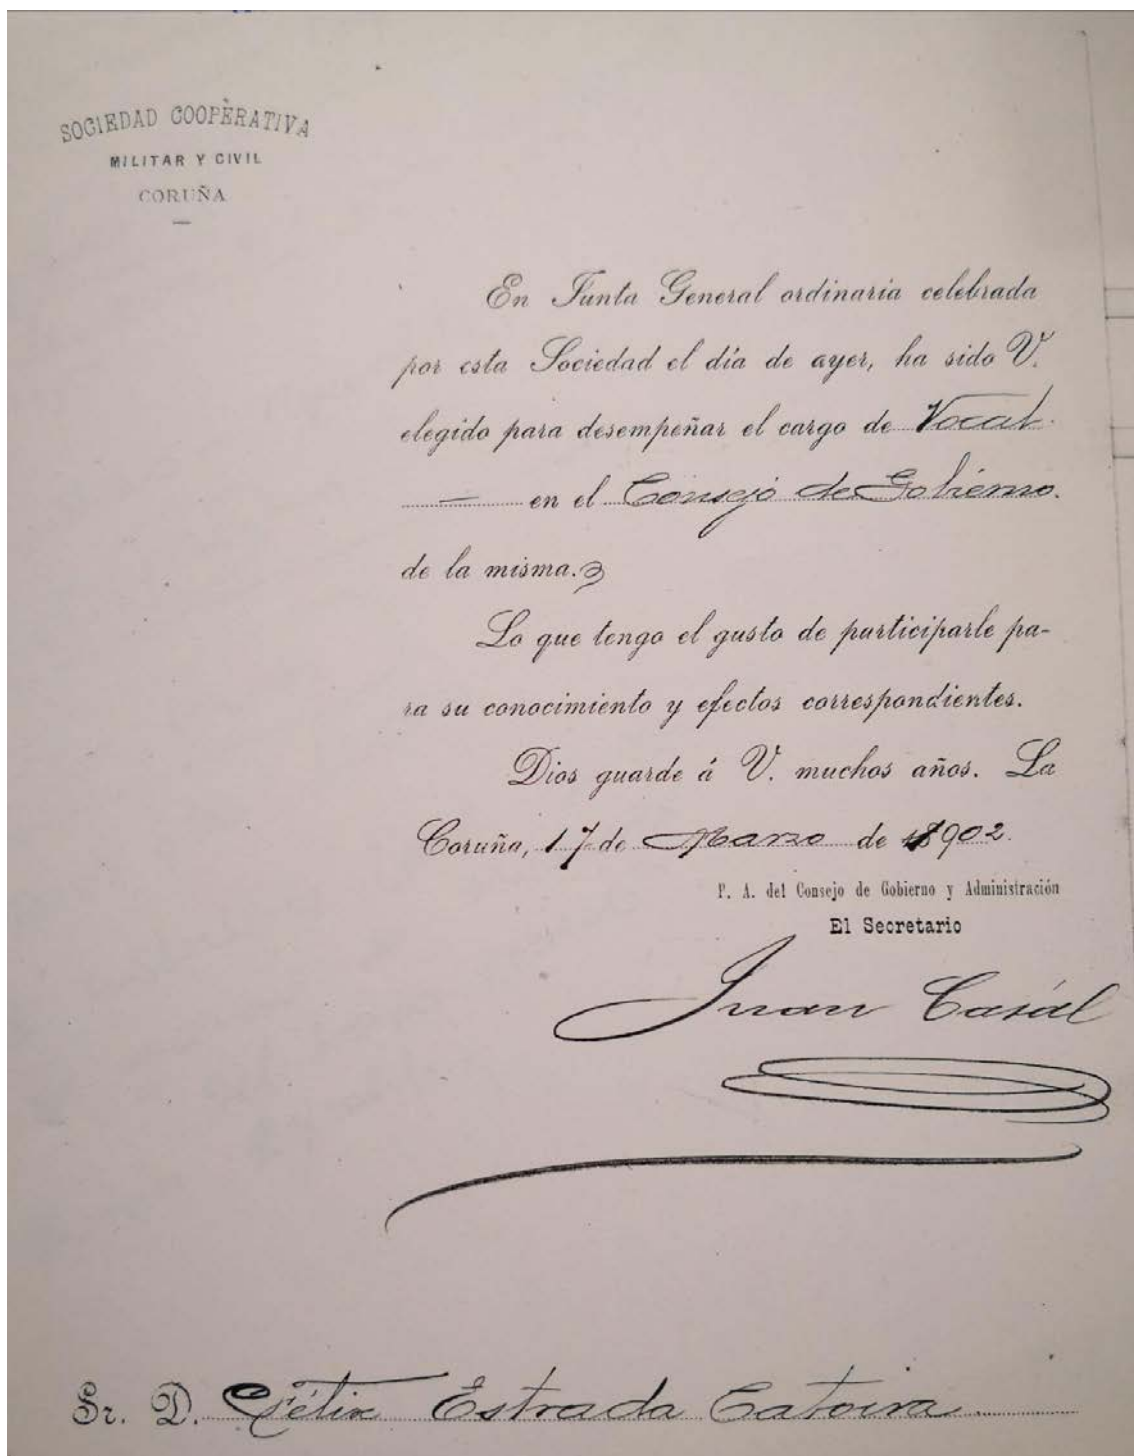 SOCIEDAD COOPERATIVA
MILITAR Y CIVIL
CORUÑA
En Junta General ordinaria celebrada
por esta Sociedad el día de ayer, ha sido V.
elegido para desempeñar el cargo de Vocal.
en el Consejo de Gobierno.
de la misma.
Lo que tengo el gusto de participarle pa-
ra su conocimiento y efectos correspondientes.
Dios guarde á V. muchos años. La
Coruña, 17 de Marzo de 1902.
P. A. del Consejo de Gobierno y Administración
El Secretario
Juan Casál
Sr. D. Félix Estrada Catoira